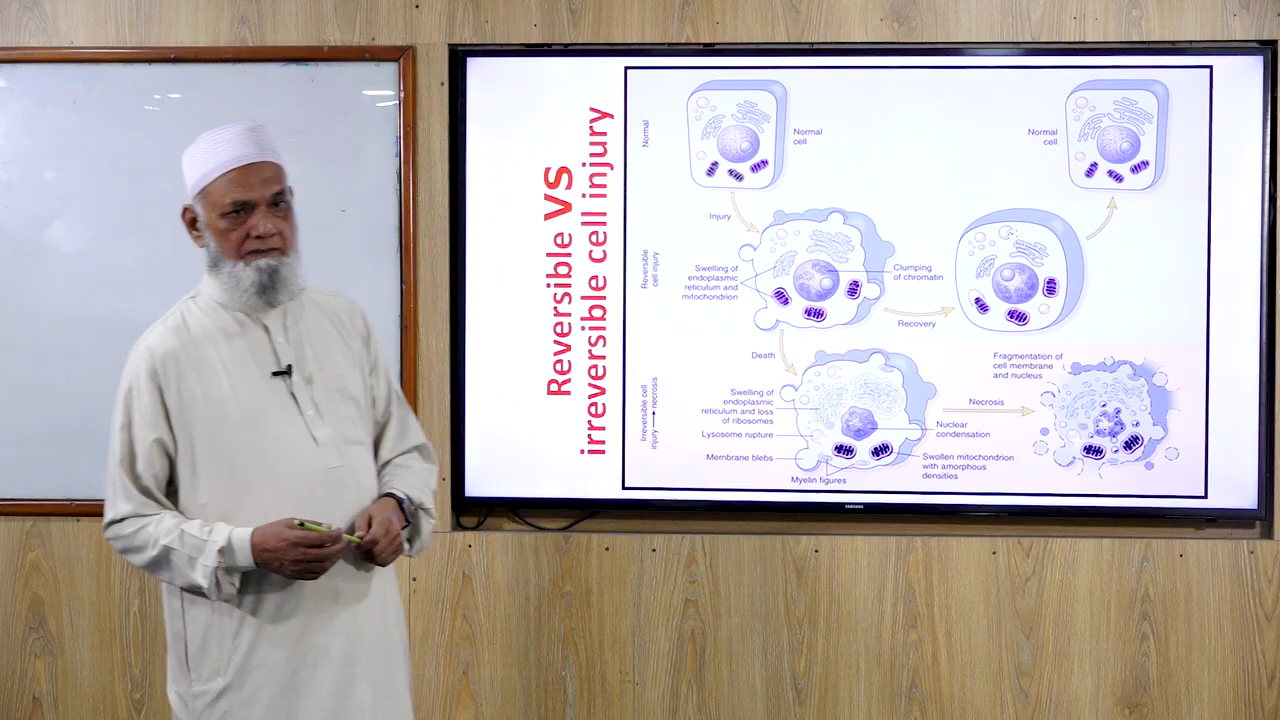 Reversible VS
irreversible cell injury
Normal
Normal
cell
Normal
cell
Injury
Reversible
cell injury
Swelling of
endoplasmic
reticulum and
mitochondrion
Clumping
of chromatin
Recovery
Death
Irreversible cell
injury → necrosis
Swelling of
endoplasmic
reticulum and loss
of ribosomes
Lysosome rupture
Membrane blebs
Myelin figures
Nuclear
condensation
Swollen mitochondrion
with amorphous
densities
Necrosis
Fragmentation of
cell membrane
and nucleus
SAMSUNG